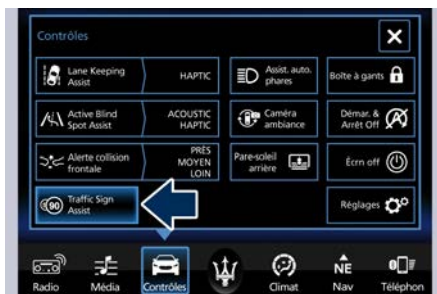 Contrôles
Lane Keeping
Assist
HAPTIC
Assist. auto.
phares
Boîte à gants
Active Blind
Spot Assist
ACOUSTIC
HAPTIC
Caméra
ambiance
Démar. &
Arrêt Off
Alerte collision
frontale
PRÈS
MOYEN
LOIN
Pare-soleil
arrière
Écrn off
90
Traffic Sign
Assist
Réglages
Radio
Média
Contrôles
Climat
NE
Nav
Téléphon